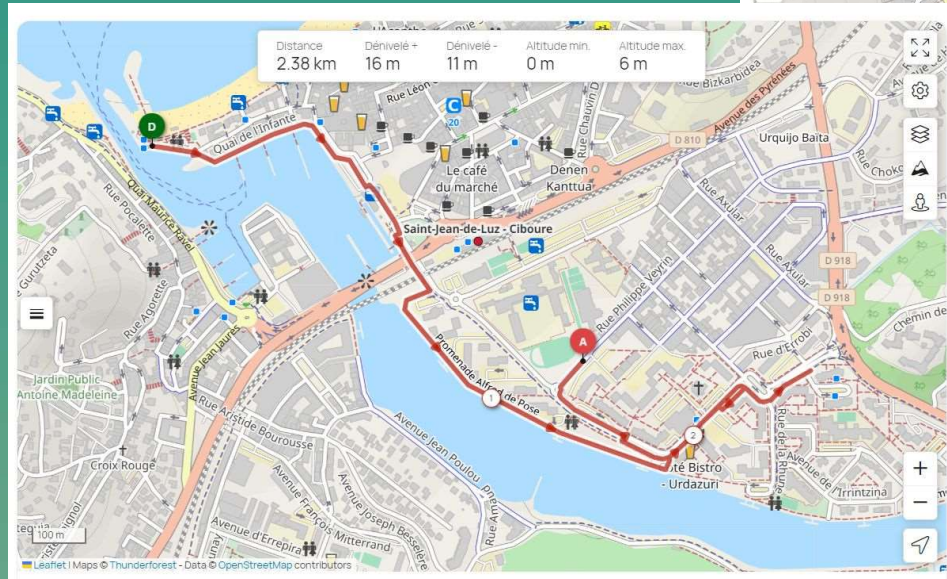 Distance
2.38 km
Dénivelé +
16 m
Dénivelé -
11 m
Altitude min.
0 m
Altitude max.
6 m
Rue Léon
Rue Bizkarbidea
Avenue des Pyrénées
D 810
Urquijo Baïta
Rue Chauvin D
D
Quai de l'Infante
C
20
Le café
du marché
Denen
Kanttua
Rue Axular
Rue Pocalette
Quai Maurice Ravel
Saint-Jean-de-Luz - Ciboure
Rue Philippe Veyrin
Rue Axular
D 918
D 918
Chemin de
Rue Agorette
Avenue Jean Jaurès
A
Rue d'Errobi
Promenade Alfred de Pose
1
Jardin Public
Antoine Madeleine
Rue Aristide Bourousse
2
Rue de la Rhune
Croix Rouge
Avenue Jean Poulou
Bistro
- Urdazuri
Avenue de
l'Irrintzina
Avenue Joseph Besselère
Avenue François Mitterrand
Avenue d'Errepira
+
−
100 m
Leaflet | Maps © Thunderforest - Data © OpenStreetMap contributors